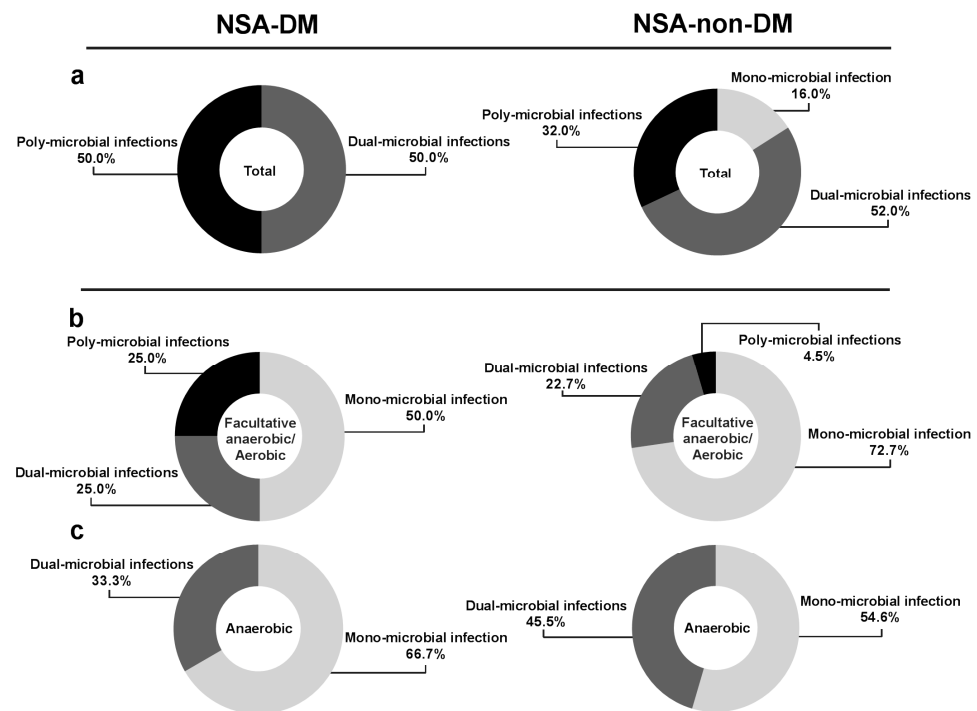 NSA-DM
NSA-non-DM
a
Poly-microbial infections
50.0%
Total
Dual-microbial infections
50.0%
Mono-microbial infection
16.0%
Poly-microbial infections
32.0%
Total
Dual-microbial infections
52.0%
b
Poly-microbial infections
25.0%
Mono-microbial infection
50.0%
Facultative
anaerobic/
Aerobic
Dual-microbial infections
25.0%
Poly-microbial infections
4.5%
Dual-microbial infections
22.7%
Facultative
anaerobic/
Aerobic
Mono-microbial infection
72.7%
c
Dual-microbial infections
33.3%
Anaerobic
Mono-microbial infection
66.7%
Dual-microbial infections
45.5%
Anaerobic
Mono-microbial infection
54.6%